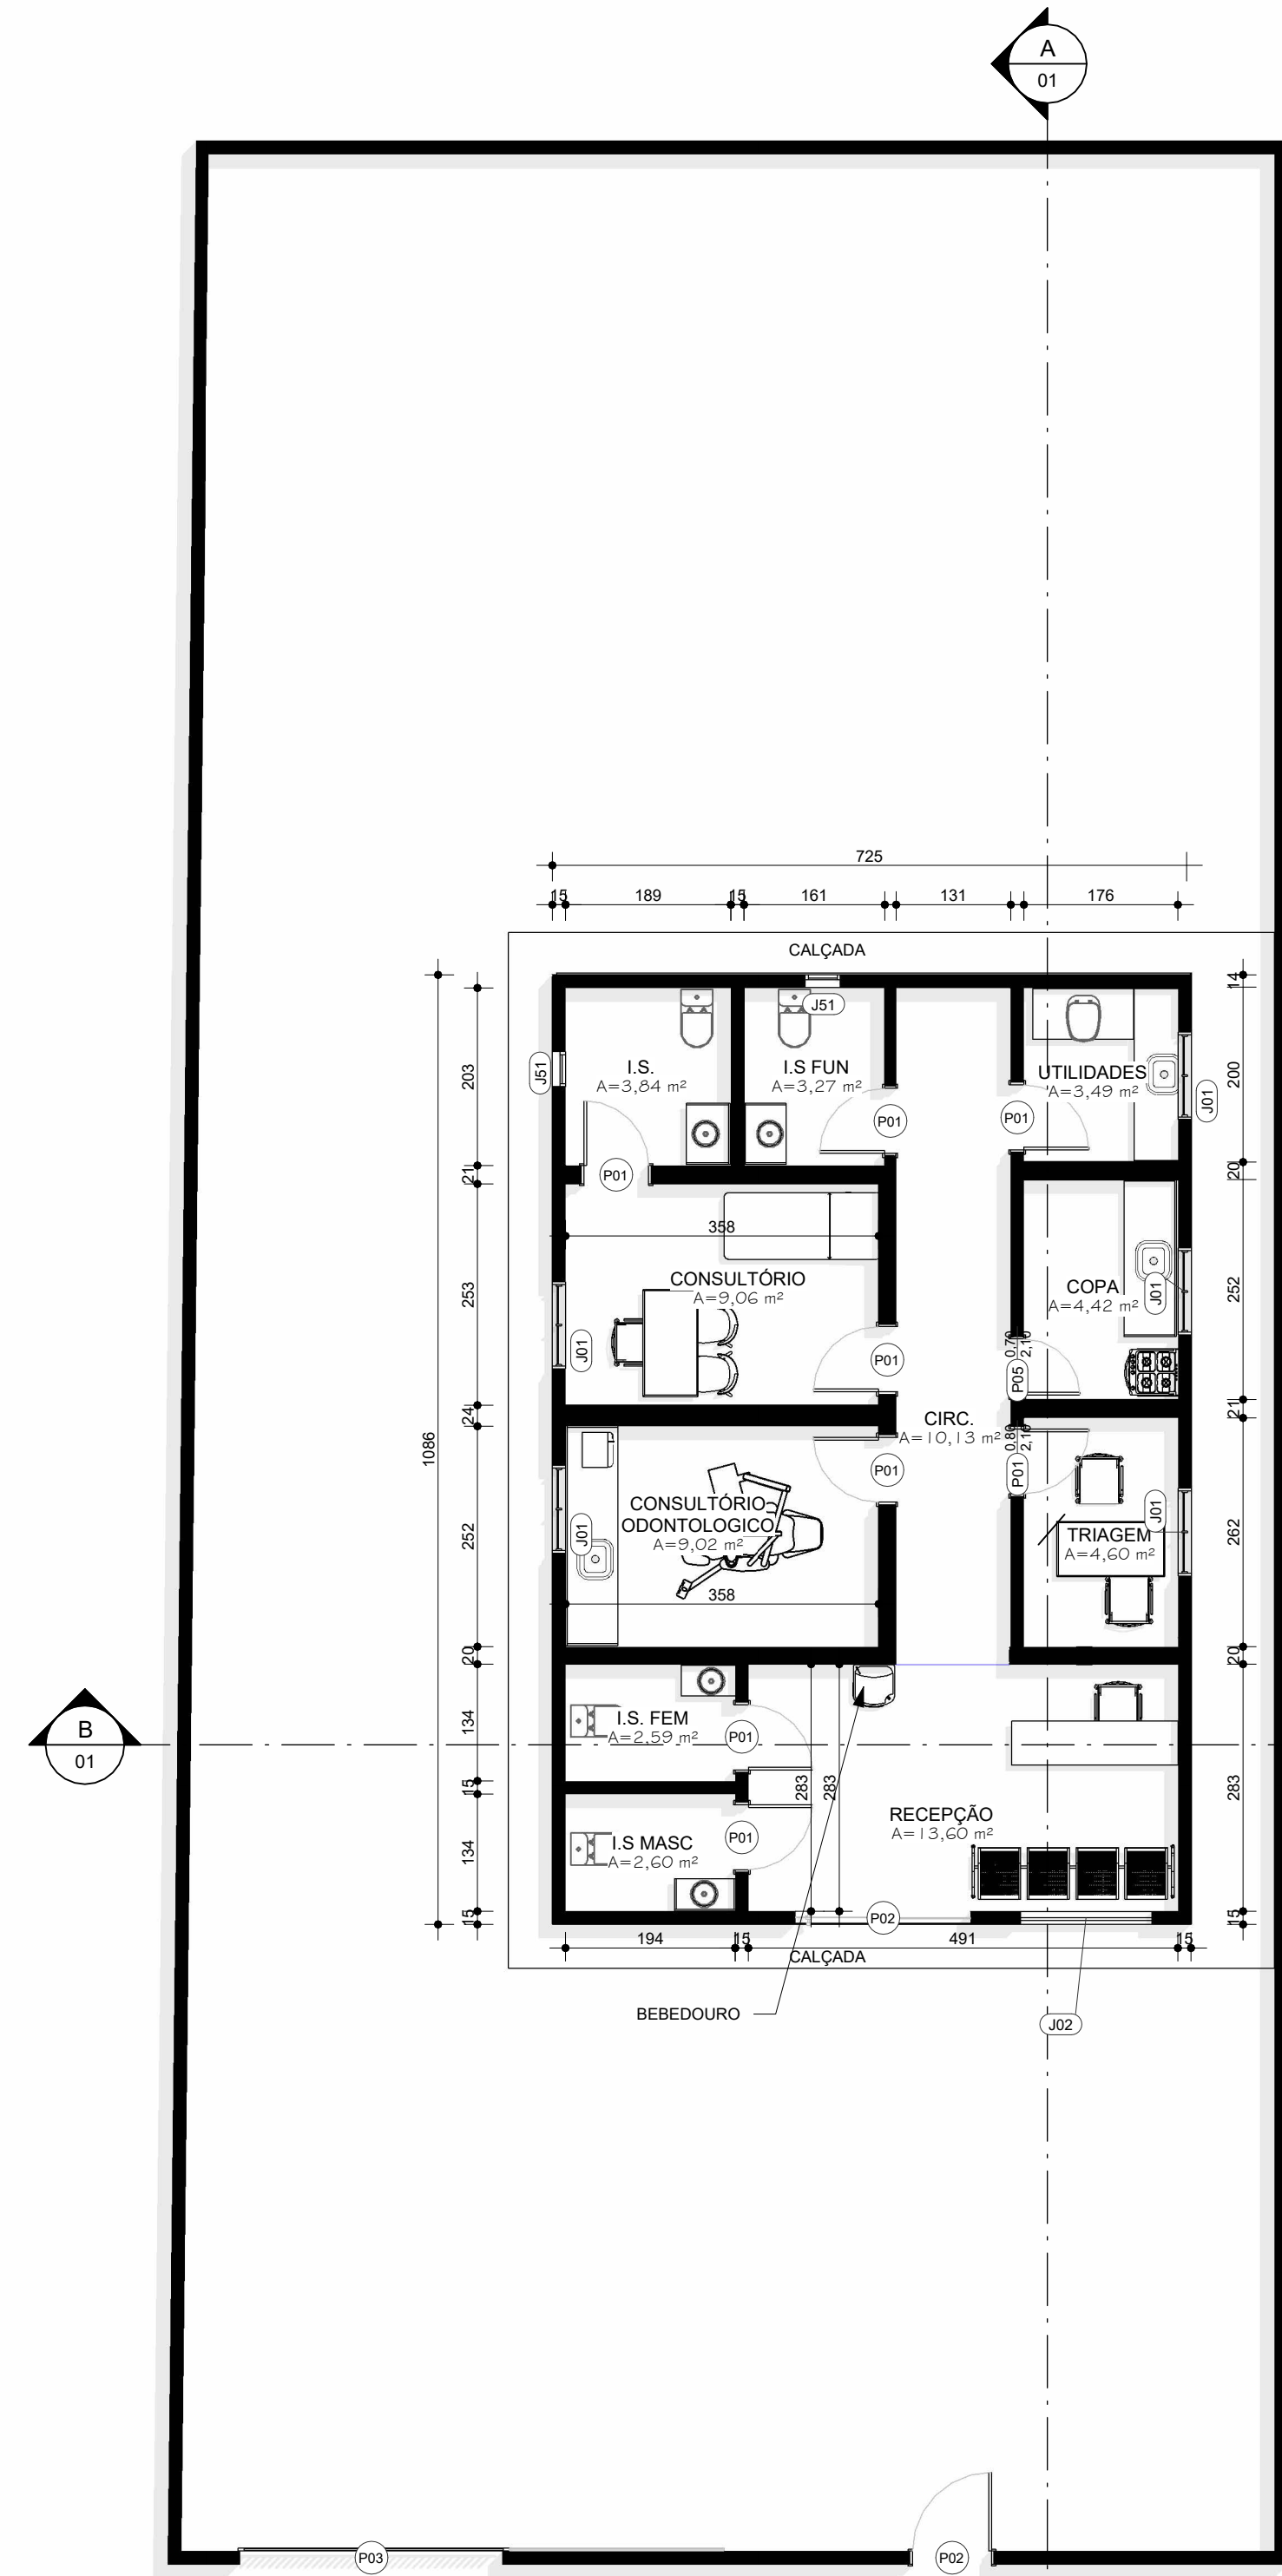 A
01
725
15
189
15
161
131
176
CALÇADA
14
J51
203
J51
I.S.
A=3,84 m²
I.S FUN
A=3,27 m²
UTILIDADES
A=3,49 m²
200
J01
P01
P01
P01
21
20
358
CONSULTÓRIO
A=9,06 m²
253
J01
COPA
A=4,42 m²
J01
252
P01
0,70
2,10
P05
24
21
1086
CIRC.
A=10,13 m²
0,80
2,10
P01
P01
CONSULTÓRIO
ODONTOLOGICO
A=9,02 m²
252
J01
TRIAGEM
A=4,60 m²
J01
262
358
20
20
B
01
134
I.S. FEM
A=2,59 m²
P01
15
283
283
283
RECEPÇÃO
A=13,60 m²
134
I.S MASC
A=2,60 m²
P01
15
15
P02
194
15
491
15
CALÇADA
BEBEDOURO
J02
P03
P02